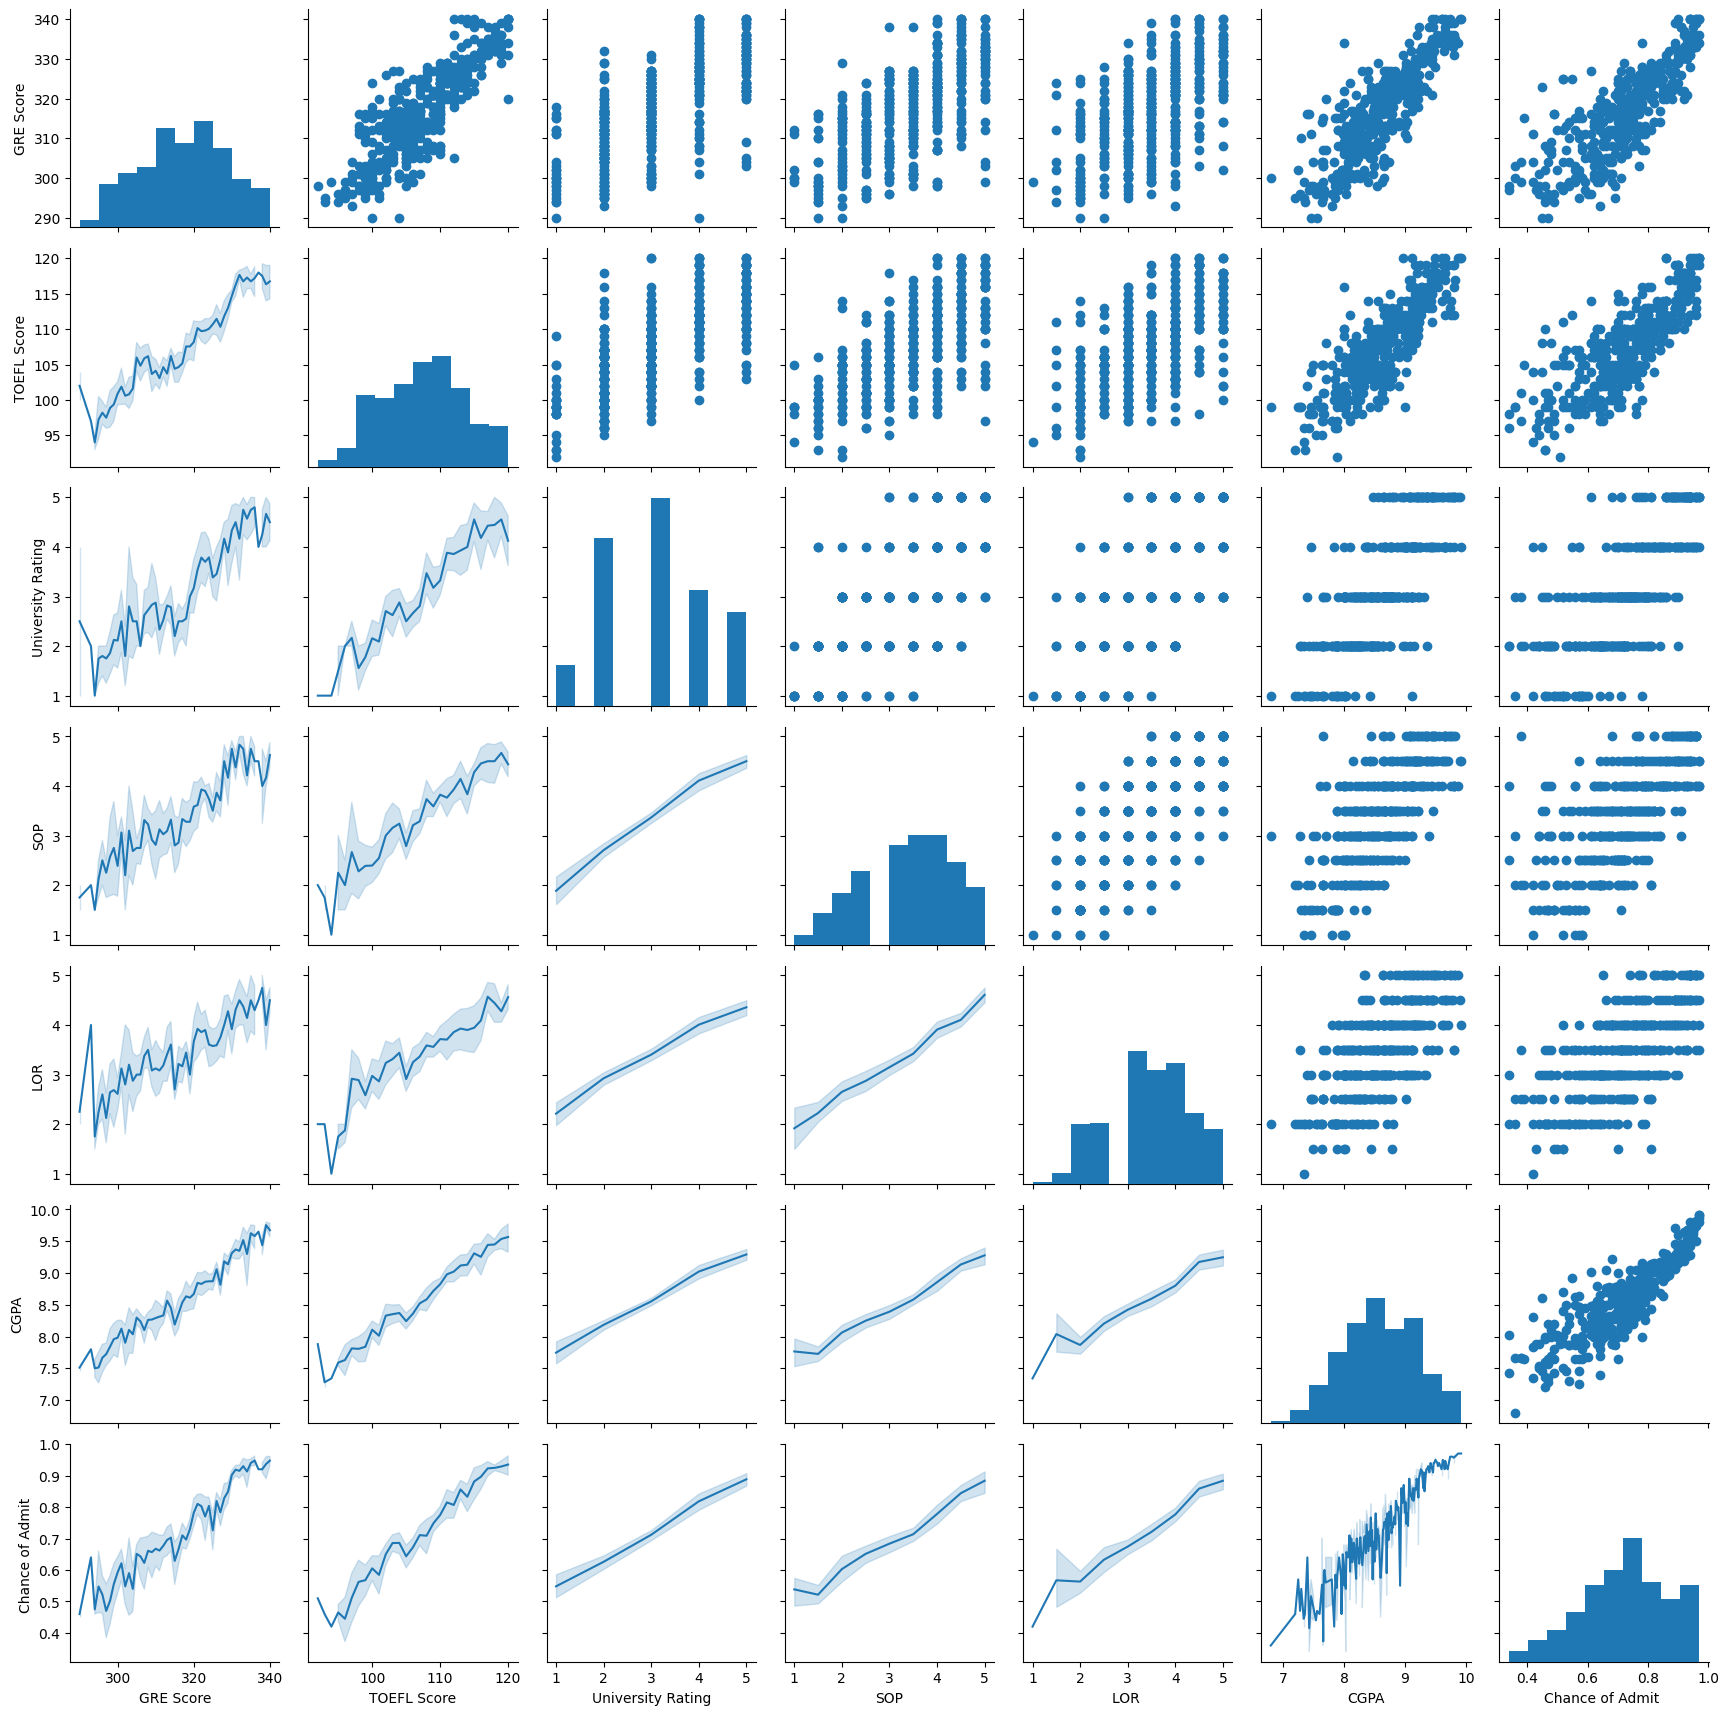 340
330
320
310
300
290
GRE Score
120
115
110
105
100
95
TOEFL Score
5
4
3
2
1
University Rating
5
4
3
2
1
SOP
5
4
3
2
1
LOR
10.0
9.5
9.0
8.5
8.0
7.5
7.0
CGPA
1.0
0.9
0.8
0.7
0.6
0.5
0.4
Chance of Admit
300 320 340
GRE Score
100 110 120
TOEFL Score
1 2 3 4 5
University Rating
1 2 3 4 5
SOP
1 2 3 4 5
LOR
7 8 9 10
CGPA
0.4 0.6 0.8 1.0
Chance of Admit